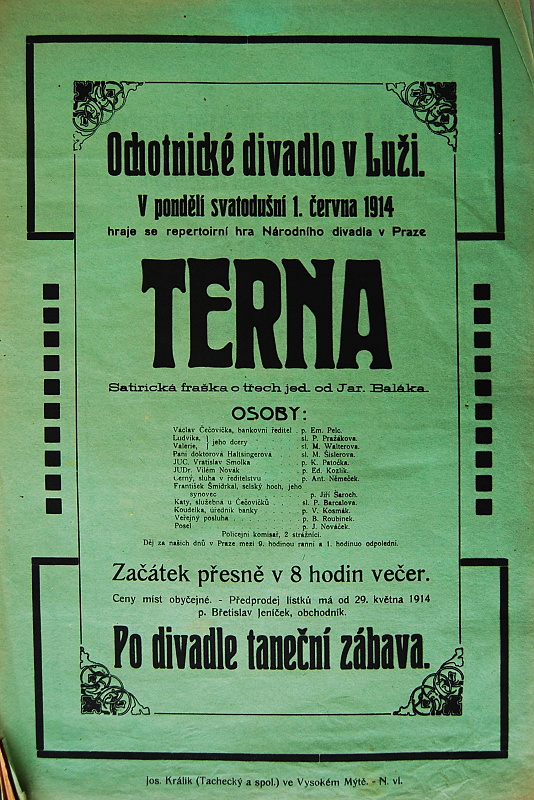 Ochotnické divadlo v Luži.
V pondělí svatodušní 1. června 1914
hraje se repertoirní hra Národního divadla v Praze
TERNA
Satirická fraška o třech jed. od Jar. Baláka.
OSOBY:
Václav Čečovička, bankovní ředitel . p. Em. Pelc.
Ludvika, } jeho dcery . . . sl. P. Pražákova.
Valerie, sl. M. Walterova.
Paní doktorová Haltsingerová . . sl. M. Šislerova.
JUC. Vratislav Smolka . . . p. K. Patočka.
JUDr. Vilém Novák . . . p. Ed. Kozlík.
Černý, sluha v ředitelství . . p. Ant. Němeček.
František Šmidrkal, selský hoch, jeho
synovec . . . p. Jiří Šaroch.
Katy, služebná u Čečovičků . . sl. P. Barcalova.
Koudelka, úředník banky . . p. V. Kosmák.
Veřejný posluha . . . p. B. Roubínek.
Posel . . . p. J. Nováček.
Policejní komisař, 2 strážníci.
Děj za našich dnů v Praze mezi 9. hodinou ranní a 1. hodinou odpolední.
Začátek přesně v 8 hodin večer.
Ceny míst obyčejné. - Předprodej lístků má od 29. května 1914
p. Břetislav Jeníček, obchodník.
Po divadle taneční zábava.
Jos. Králík (Tachecký a spol.) ve Vysokém Mýtě. - N. vl.